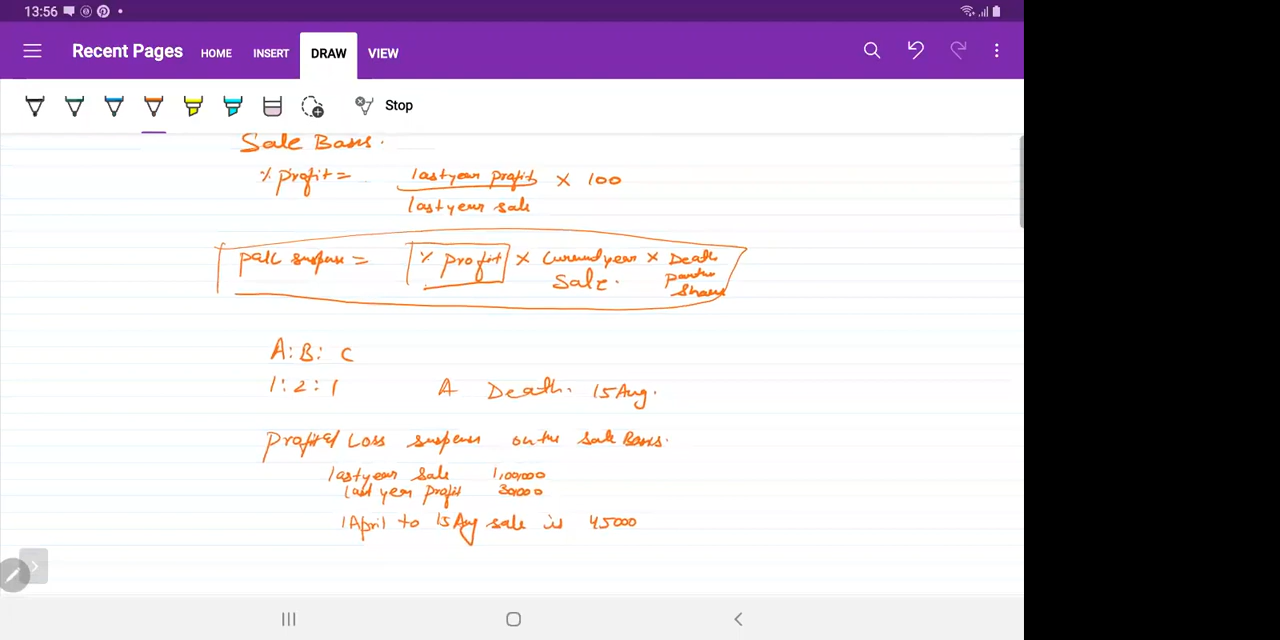 13:56
Recent Pages HOME INSERT DRAW VIEW
Stop
Sale Basis.
% profit = last year profit × 100
last year sale
P&LL suspense = % profit × Current year × Death
Sale. partner
Share
A : B : C
1 : 2 : 1 A Death. 15 Aug.
Profit & Loss suspense on the sale Basis.
last year sale 1,00,000
last year profit 30,000
1 April to 15 Aug sale is 45000